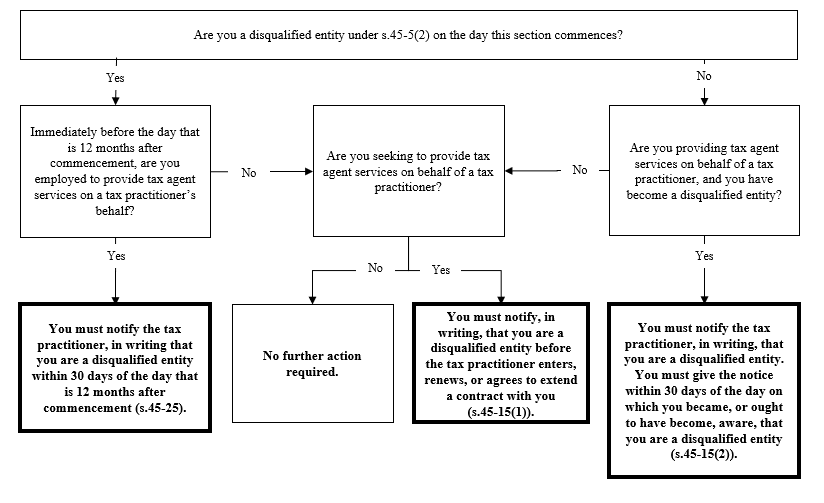 Are you a disqualified entity under s.45-5(2) on the day this section commences?
Yes
No
Immediately before the day that
is 12 months after
commencement, are you
employed to provide tax agent
services on a tax practitioner's
behalf?
No
Are you seeking to provide tax
agent services on behalf of a tax
practitioner?
No
Are you providing tax agent
services on behalf of a tax
practitioner, and you have
become a disqualified entity?
Yes
No
Yes
Yes
You must notify the tax
practitioner, in writing that
you are a disqualified entity
within 30 days of the day that
is 12 months after
commencement (s.45-25).
No further action
required.
You must notify, in
writing, that you are a
disqualified entity before
the tax practitioner enters,
renews, or agrees to extend
a contract with you
(s.45-15(1)).
You must notify the tax
practitioner, in writing, that
you are a disqualified entity.
You must give the notice
within 30 days of the day on
which you became, or ought
to have become, aware, that
you are a disqualified entity
(s.45-15(2)).